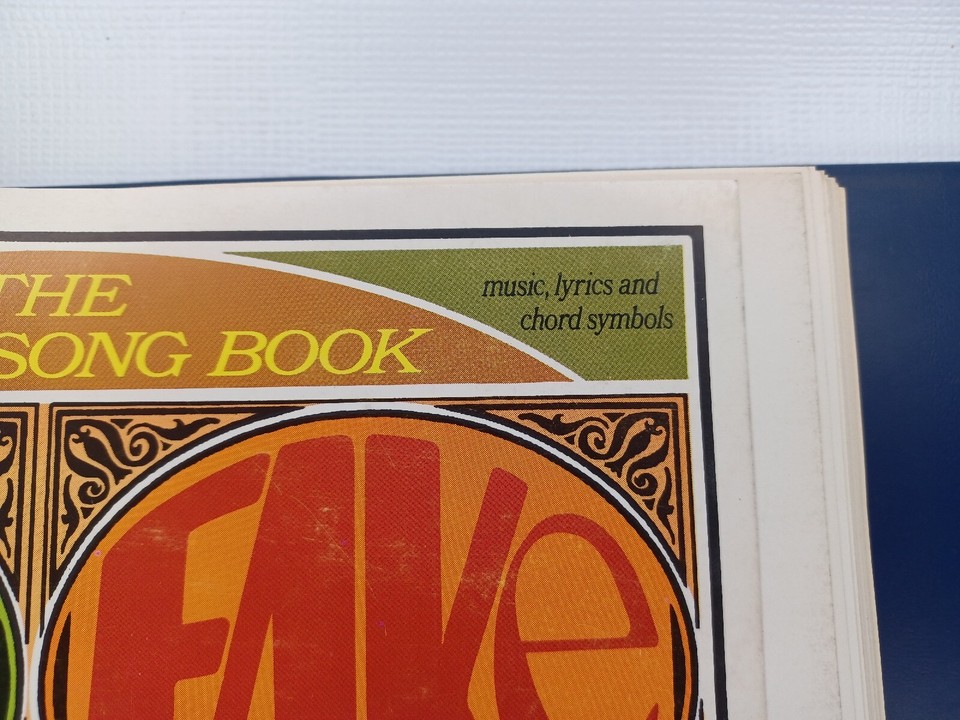 THE
SONG BOOK
music, lyrics and
chord symbols
FAKe